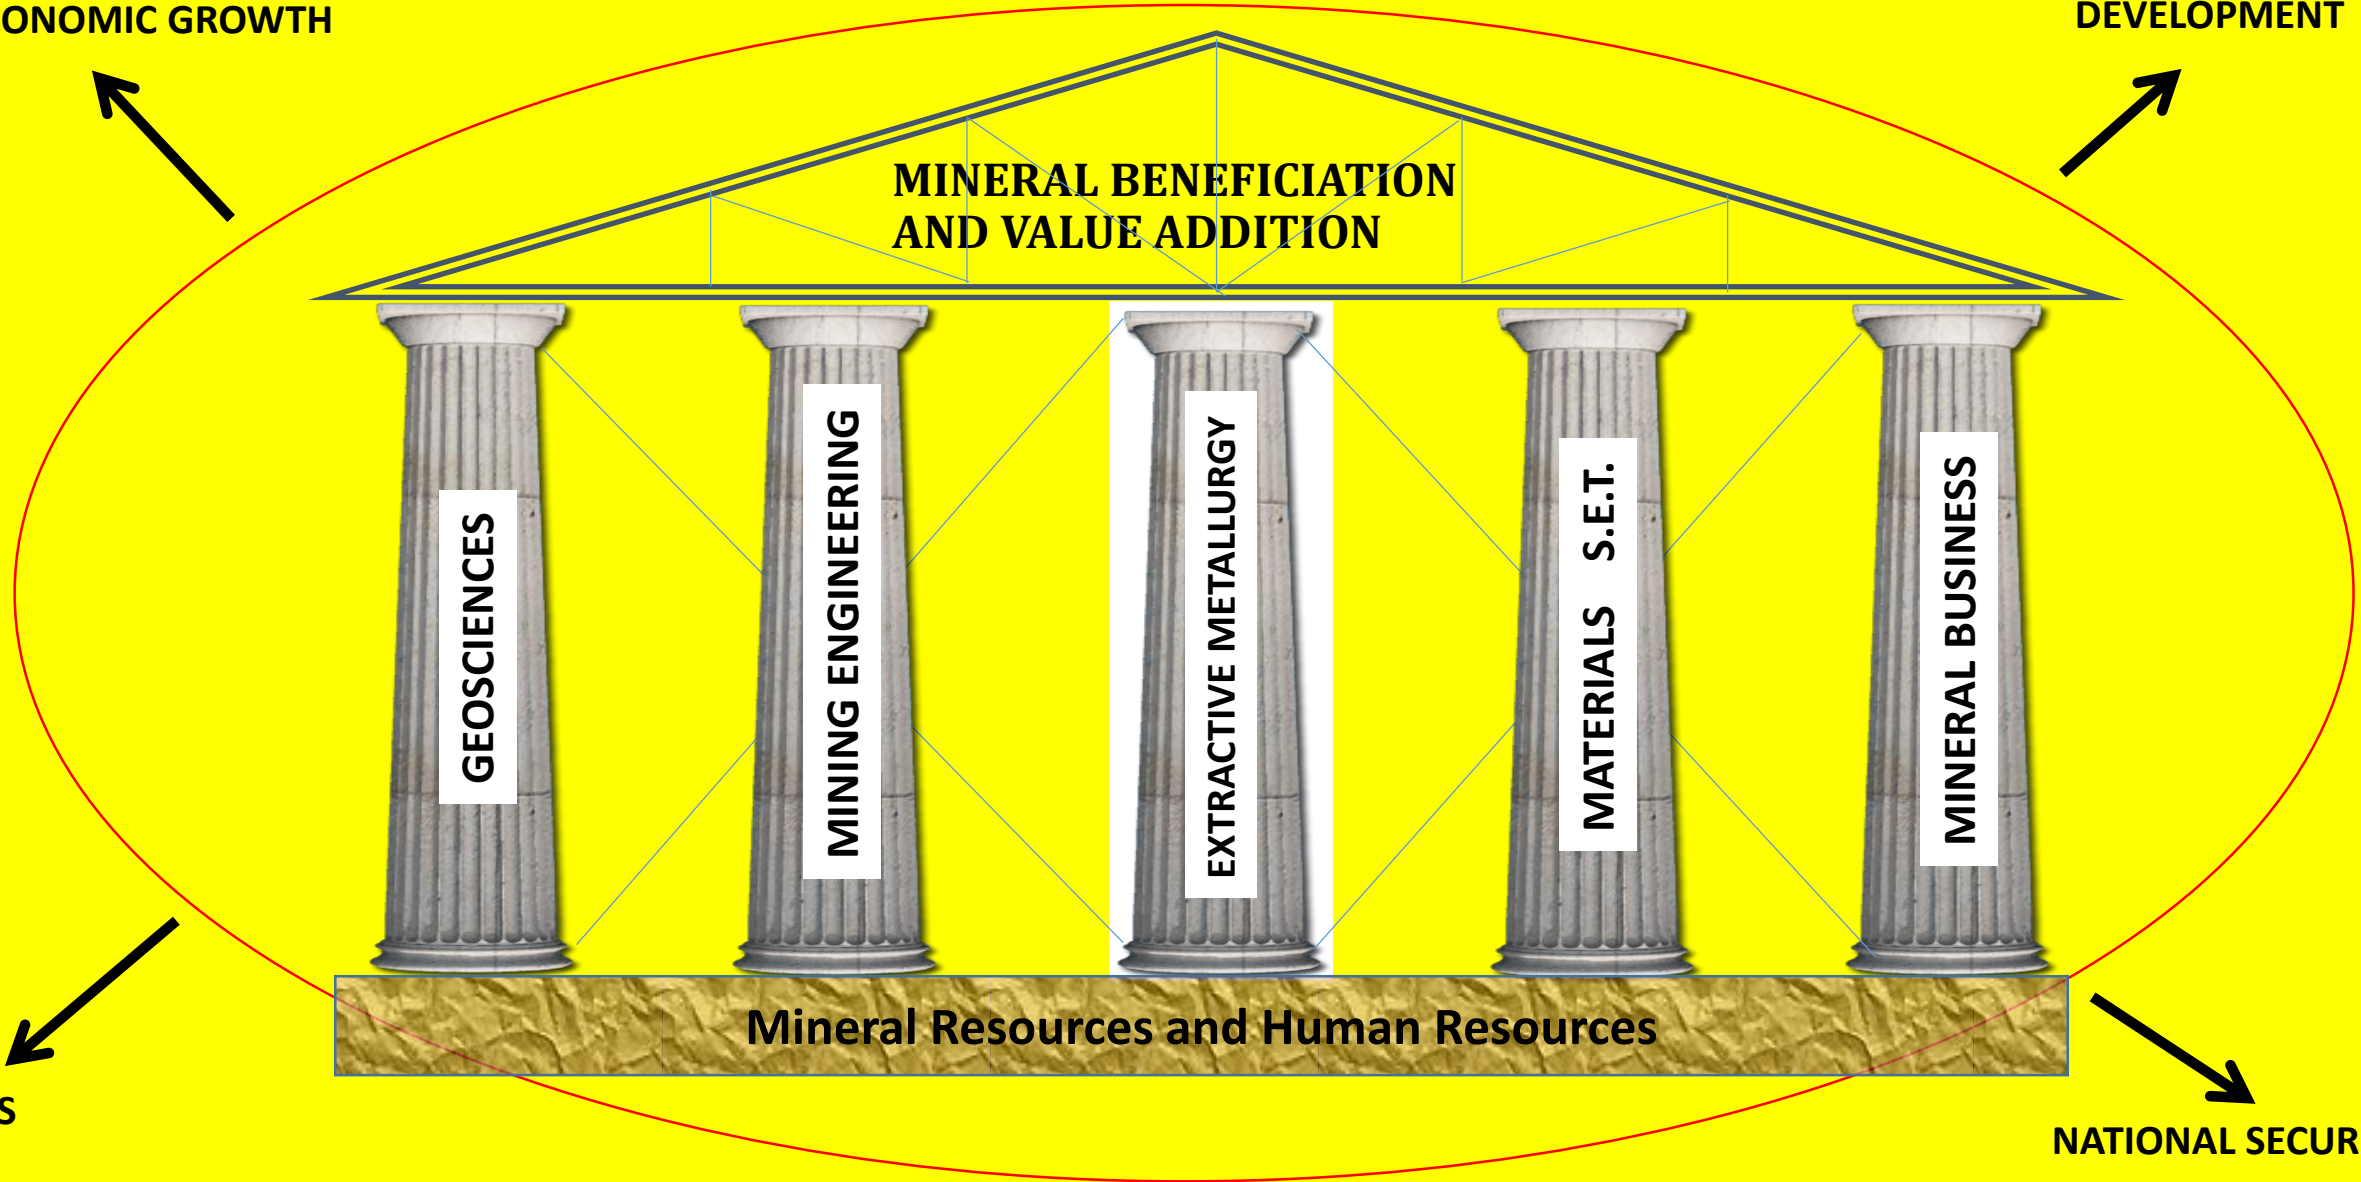 ONOMIC GROWTH
DEVELOPMENT
MINERAL BENEFICIATION
AND VALUE ADDITION
GEOSCIENCES
MINING ENGINEERING
EXTRACTIVE METALLURGY
MATERIALS S.E.T.
MINERAL BUSINESS
Mineral Resources and Human Resources
S
NATIONAL SECUR